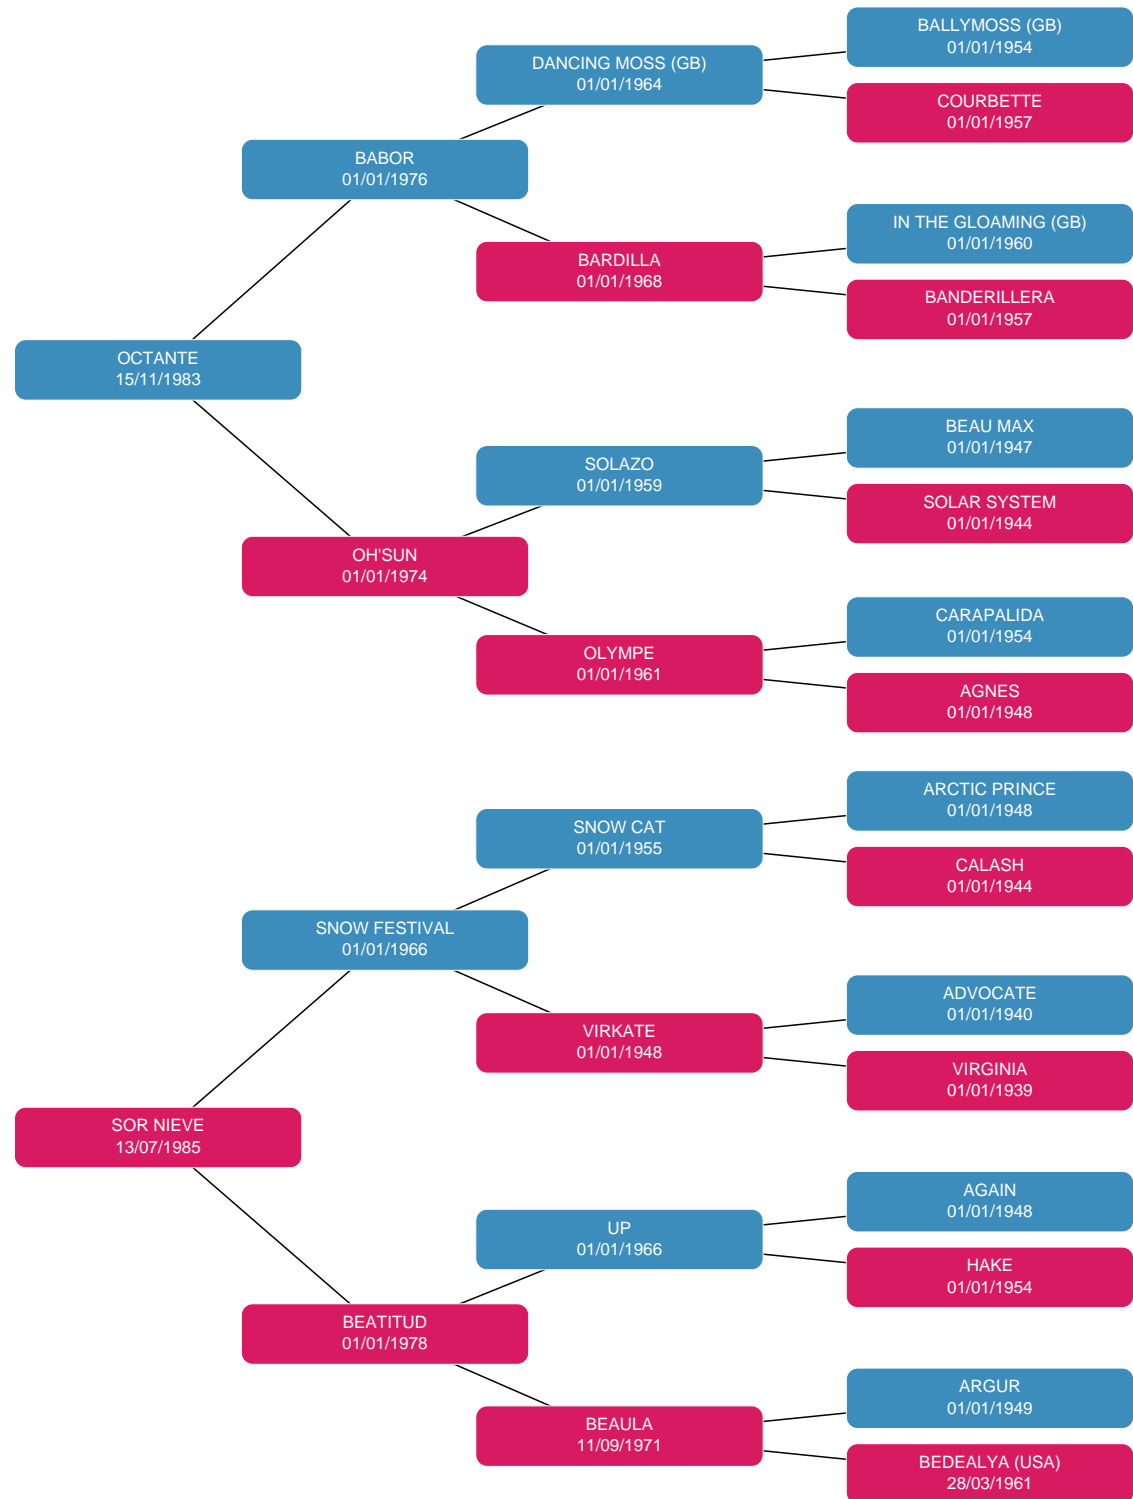 BALLYMOSS (GB)
01/01/1954
DANCING MOSS (GB)
01/01/1964
COURBETTE
01/01/1957
BABOR
01/01/1976
IN THE GLOAMING (GB)
01/01/1960
BARDILLA
01/01/1968
BANDERILLERA
01/01/1957
OCTANTE
15/11/1983
BEAU MAX
01/01/1947
SOLAZO
01/01/1959
SOLAR SYSTEM
01/01/1944
OH'SUN
01/01/1974
CARAPALIDA
01/01/1954
OLYMPE
01/01/1961
AGNES
01/01/1948
ARCTIC PRINCE
01/01/1948
SNOW CAT
01/01/1955
CALASH
01/01/1944
SNOW FESTIVAL
01/01/1966
ADVOCATE
01/01/1940
VIRKATE
01/01/1948
VIRGINIA
01/01/1939
SOR NIEVE
13/07/1985
AGAIN
01/01/1948
UP
01/01/1966
HAKE
01/01/1954
BEATITUD
01/01/1978
ARGUR
01/01/1949
BEAULA
11/09/1971
BEDEALYA (USA)
28/03/1961